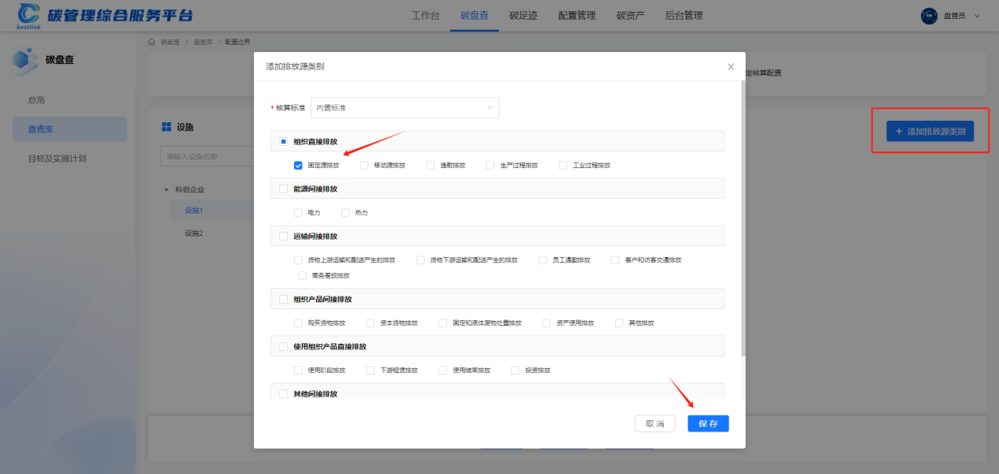 碳管理综合服务平台
bestlink
工作台 碳盘查 碳足迹 配置管理 碳资产 后台管理
盘查员
碳盘查 / 盘查库 / 配置边界
碳盘查
总览
盘查库
目标及实施计划
设施
请输入设施名称
科创企业
设施1
设施2
定核算配置
+ 添加排放源类别
添加排放源类别
* 核算标准 内置标准
组织直接排放
固定源排放 移动源排放 逸散排放 生产过程排放 工业过程排放
能源间接排放
电力 热力
运输间接排放
货物上游运输和配送产生的排放 货物下游运输和配送产生的排放 员工通勤排放 客户和访客交通排放
商务差旅排放
组织产品间接排放
购买货物排放 资本货物排放 固定和液体废物处置排放 资产使用排放 其他排放
使用组织产品直接排放
使用阶段排放 下游租赁排放 使用结束排放 投资排放
其他间接排放
取消 保存